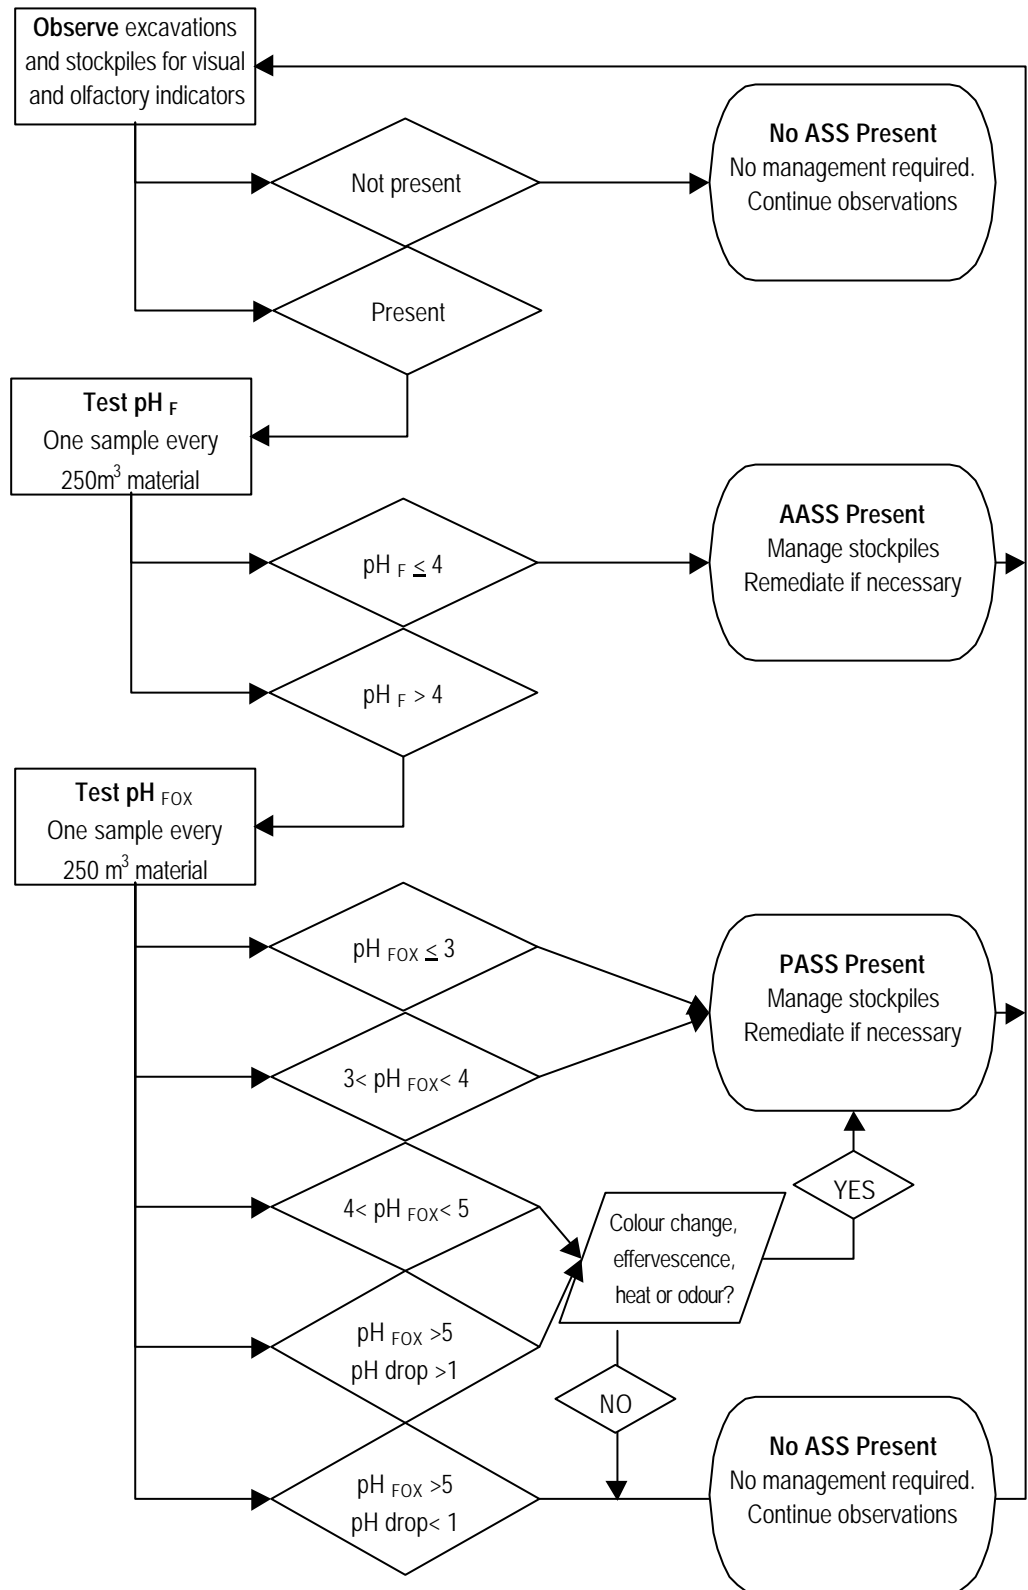 Observe excavations
and stockpiles for visual
and olfactory indicators
Not present
No ASS Present
No management required.
Continue observations
Present
Test pH F
One sample every
250m³ material
pH F ≤ 4
AASS Present
Manage stockpiles
Remediate if necessary
pH F > 4
Test pH FOX
One sample every
250 m³ material
pH FOX ≤ 3
PASS Present
Manage stockpiles
Remediate if necessary
3< pH FOX< 4
4< pH FOX< 5
YES
Colour change,
effervescence,
heat or odour?
pH FOX >5
pH drop >1
NO
No ASS Present
No management required.
Continue observations
pH FOX >5
pH drop< 1